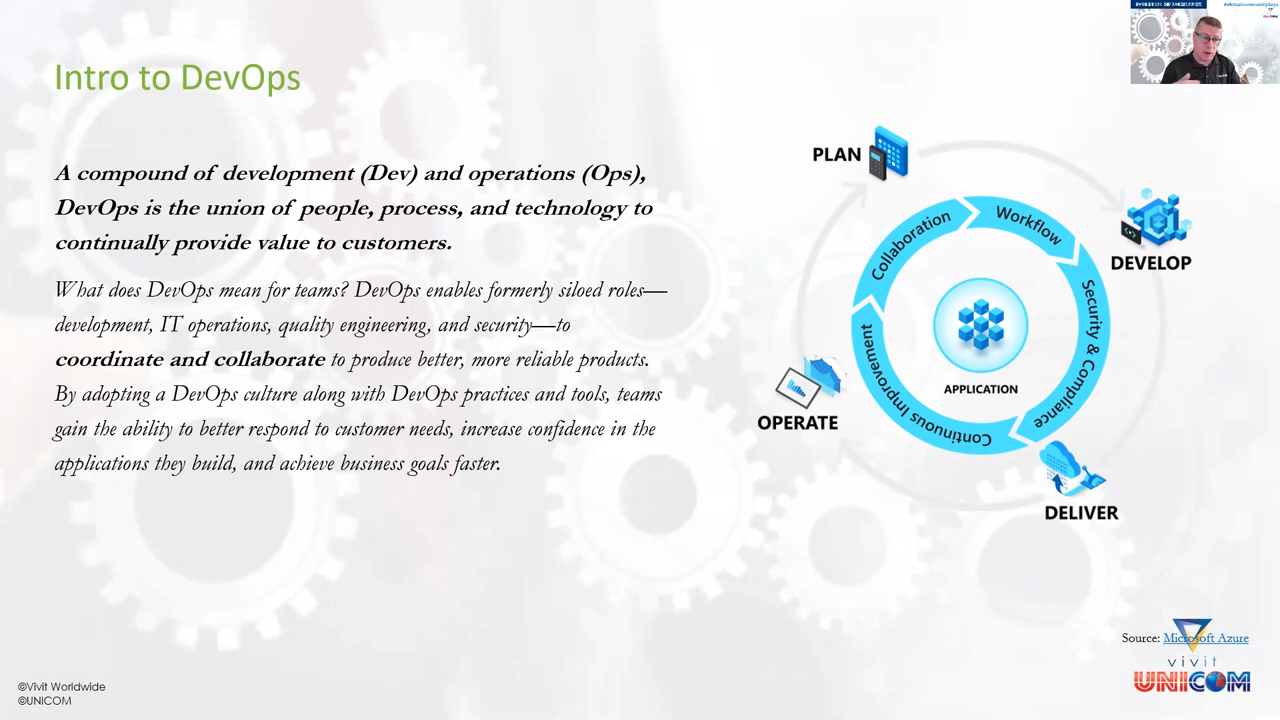 Intro to DevOps
A compound of development (Dev) and operations (Ops),
DevOps is the union of people, process, and technology to
continually provide value to customers.
What does DevOps mean for teams? DevOps enables formerly siloed roles—
development, IT operations, quality engineering, and security—to
coordinate and collaborate to produce better, more reliable products.
By adopting a DevOps culture along with DevOps practices and tools, teams
gain the ability to better respond to customer needs, increase confidence in the
applications they build, and achieve business goals faster.
PLAN
DEVELOP
DELIVER
OPERATE
Collaboration
Workflow
Security & Compliance
Continuous Improvement
APPLICATION
Source: Microsoft Azure
vivit
UNICOM
©Vivit Worldwide
©UNICOM